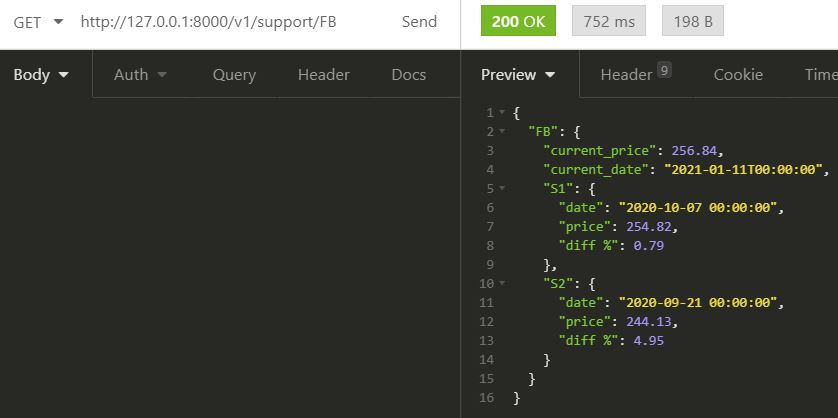 GET http://127.0.0.1:8000/v1/support/FB Send 200 OK 752 ms 198 B
Body Auth Query Header Docs Preview Header 9 Cookie Time
1 {
2 "FB": {
3 "current_price": 256.84,
4 "current_date": "2021-01-11T00:00:00",
5 "S1": {
6 "date": "2020-10-07 00:00:00",
7 "price": 254.82,
8 "diff %": 0.79
9 },
10 "S2": {
11 "date": "2020-09-21 00:00:00",
12 "price": 244.13,
13 "diff %": 4.95
14 }
15 }
16 }